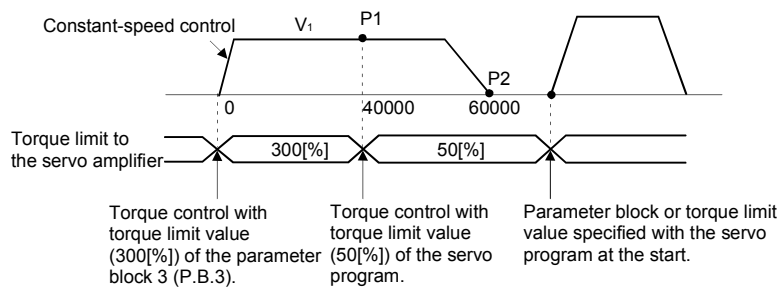 Constant-speed control
V1
P1
P2
0
40000
60000
Torque limit to
the servo amplifier
300[%]
50[%]
Torque control with
torque limit value
(300[%]) of the parameter
block 3 (P.B.3).
Torque control with
torque limit value
(50[%]) of the servo
program.
Parameter block or torque limit
value specified with the servo
program at the start.